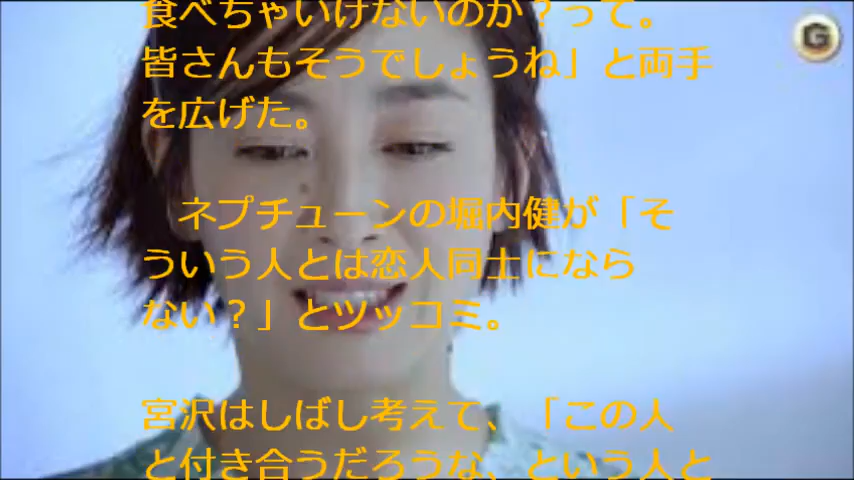 食べちゃいけないのか？って。
皆さんもそうでしょうね」と両手
を広げた。
ネプチューンの堀内健が「そ
ういう人とは恋人同士になら
ない？」とツッコミ。
宮沢はしばし考えて、「この人
と付き合うだろうな、という人と
G